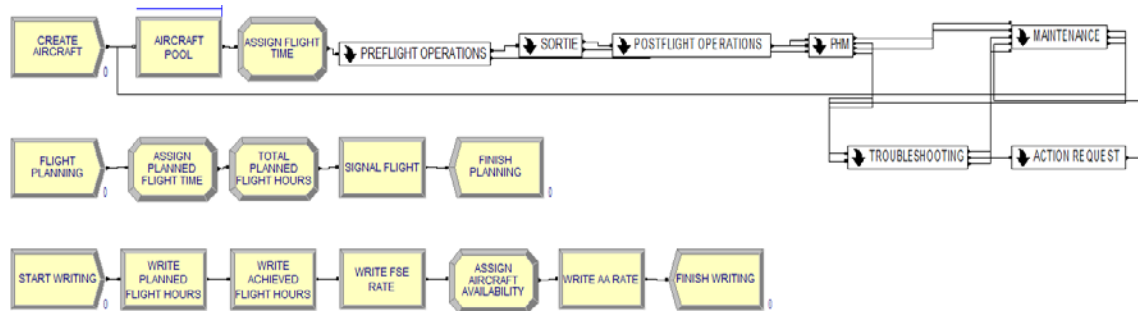 CREATE
AIRCRAFT
0
AIRCRAFT
POOL
ASSIGN FLIGHT
TIME
PREFLIGHT OPERATIONS
SORTIE
POSTFLIGHT OPERATIONS
PHM
MAINTENANCE
TROUBLESHOOTING
ACTION REQUEST
FLIGHT
PLANNING
0
ASSIGN
PLANNED
FLIGHT TIME
TOTAL
PLANNED
FLIGHT HOURS
SIGNAL FLIGHT
FINISH
PLANNING
0
START WRITING
0
WRITE
PLANNED
FLIGHT HOURS
WRITE
ACHIEVED
FLIGHT HOURS
WRITE FSE
RATE
ASSIGN
AIRCRAFT
AVAILABILITY
WRITE AA RATE
FINISH WRITING
0